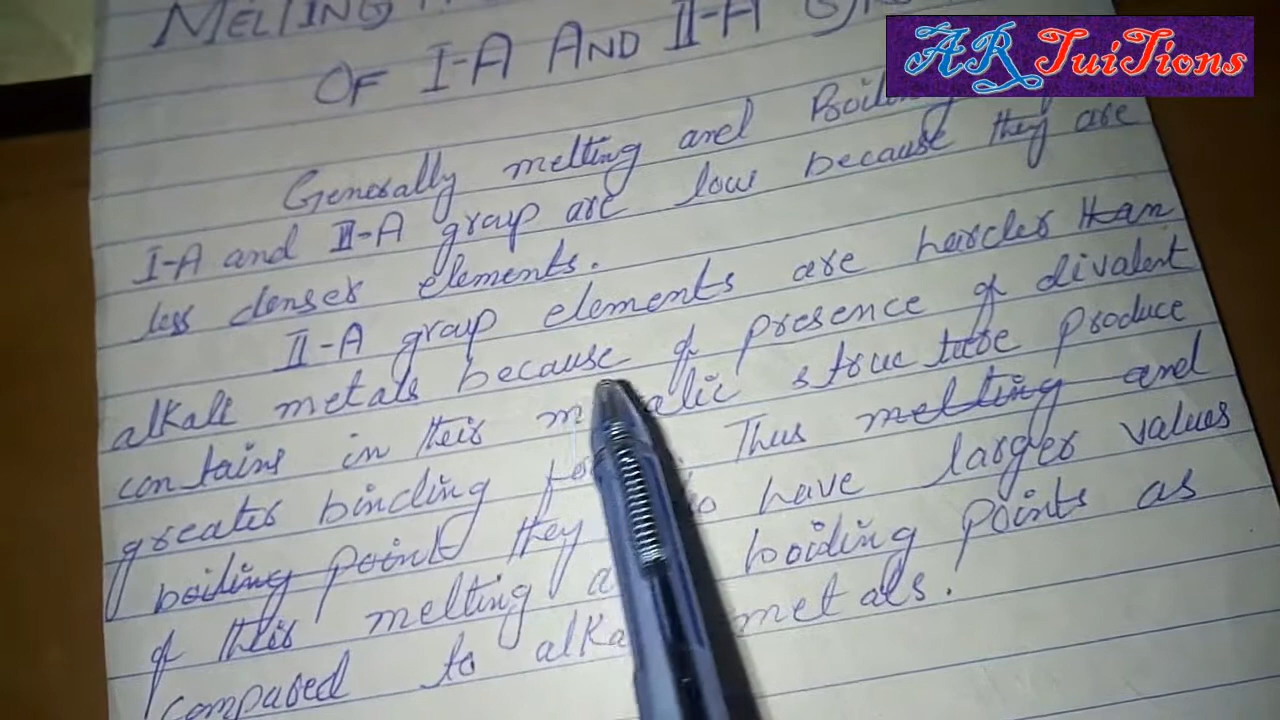 MELTING
OF I-A AND II-A
AR TuiTions
Generally melting and Boiling
I-A and II-A group are low because they are
less denser elements.
II-A group elements are harder than
alkali metals because of presence of divalent
contains in their structure produce
greater binding Thus melting and
boiling point they have larger values
of their melting boiding points as
compared to metals.